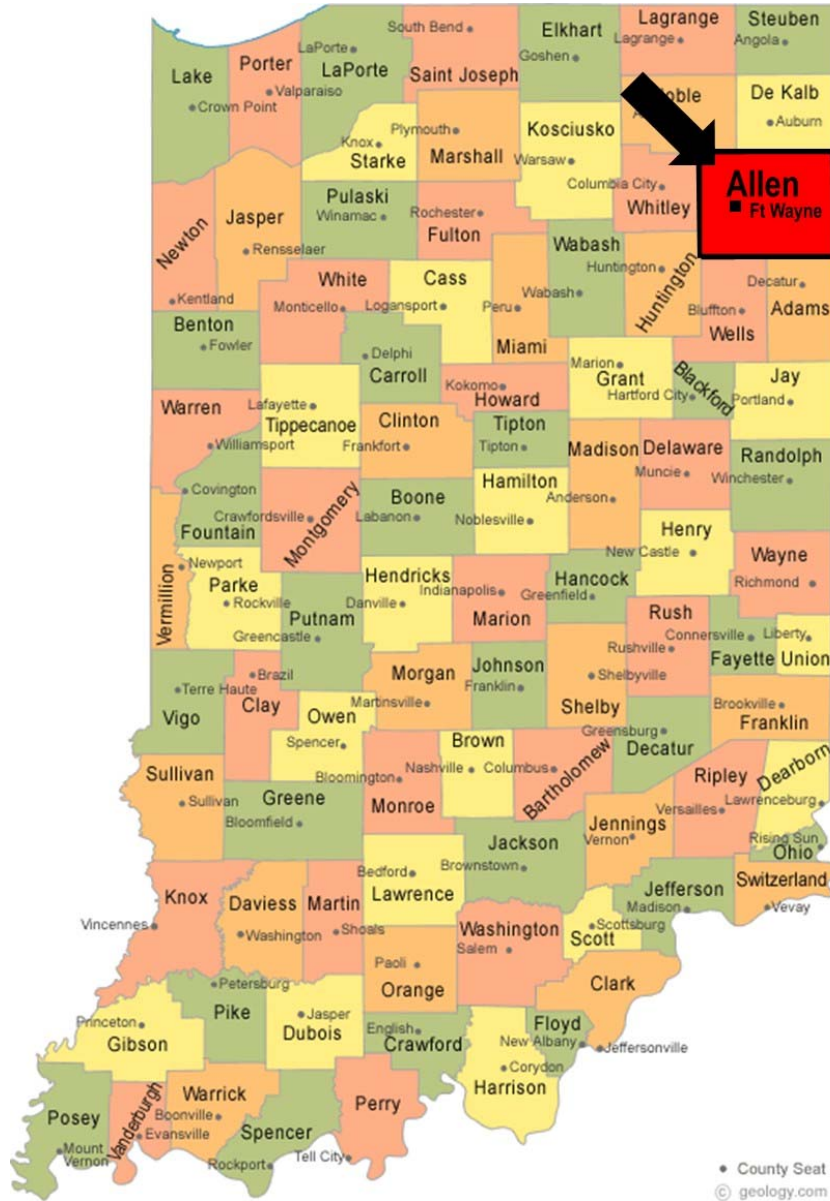 Lagrange
Steuben
Elkhart
South Bend
LaPorte
Lagrange
Angola
Porter
LaPorte
Goshen
Lake
Saint Joseph
Valparaiso
oble
De Kalb
Crown Point
Plymouth
Kosciusko
Auburn
Knox
Marshall
Warsaw
Starke
Allen
Ft Wayne
Columbia City
Whitley
Pulaski
Winamac
Rochester
Fulton
Jasper
Newton
Rensselaer
Wabash
Huntington
Huntington
White
Cass
Decatur
Kentland
Monticello
Logansport
Peru
Wabash
Bluffton
Adams
Benton
Wells
Fowler
Miami
Delphi
Marion
Carroll
Grant
Blackford
Jay
Kokomo
Hartford City
Portland
Warren
Lafayette
Howard
Clinton
Tipton
Tippecanoe
Madison
Delaware
Williamsport
Frankfort
Tipton
Randolph
Muncie
Hamilton
Winchester
Covington
Boone
Anderson
Montgomery
Crawfordsville
Labanon
Noblesville
Fountain
Henry
New Castle
Wayne
Newport
Vermillion
Parke
Hendricks
Indianapolis
Hancock
Richmond
Rockville
Danville
Greenfield
Putnam
Marion
Rush
Greencastle
Connersville
Liberty
Rushville
Johnson
Fayette
Union
Brazil
Morgan
Terre Haute
Franklin
Shelbyville
Clay
Martinsville
Brookville
Vigo
Owen
Shelby
Franklin
Greensburg
Spencer
Brown
Decatur
Bartholomew
Dearborn
Sullivan
Bloomington
Nashville
Columbus
Ripley
Sullivan
Greene
Monroe
Lawrenceburg
Bloomfield
Versailles
Jennings
Vernon
Jackson
Rising Sun
Ohio
Bedford
Brownstown
Knox
Lawrence
Jefferson
Switzerland
Daviess
Martin
Madison
Vevay
Vincennes
Washington
Shoals
Washington
Salem
Scottsburg
Scott
Paoli
Petersburg
Orange
Clark
Pike
Jasper
Princeton
Dubois
English
Floyd
Gibson
Crawford
New Albany
Jeffersonville
Corydon
Harrison
Warrick
Vanderburgh
Posey
Boonville
Perry
Evansville
Spencer
Mount
Vernon
Rockport
Tell City
County Seat
© geology.com